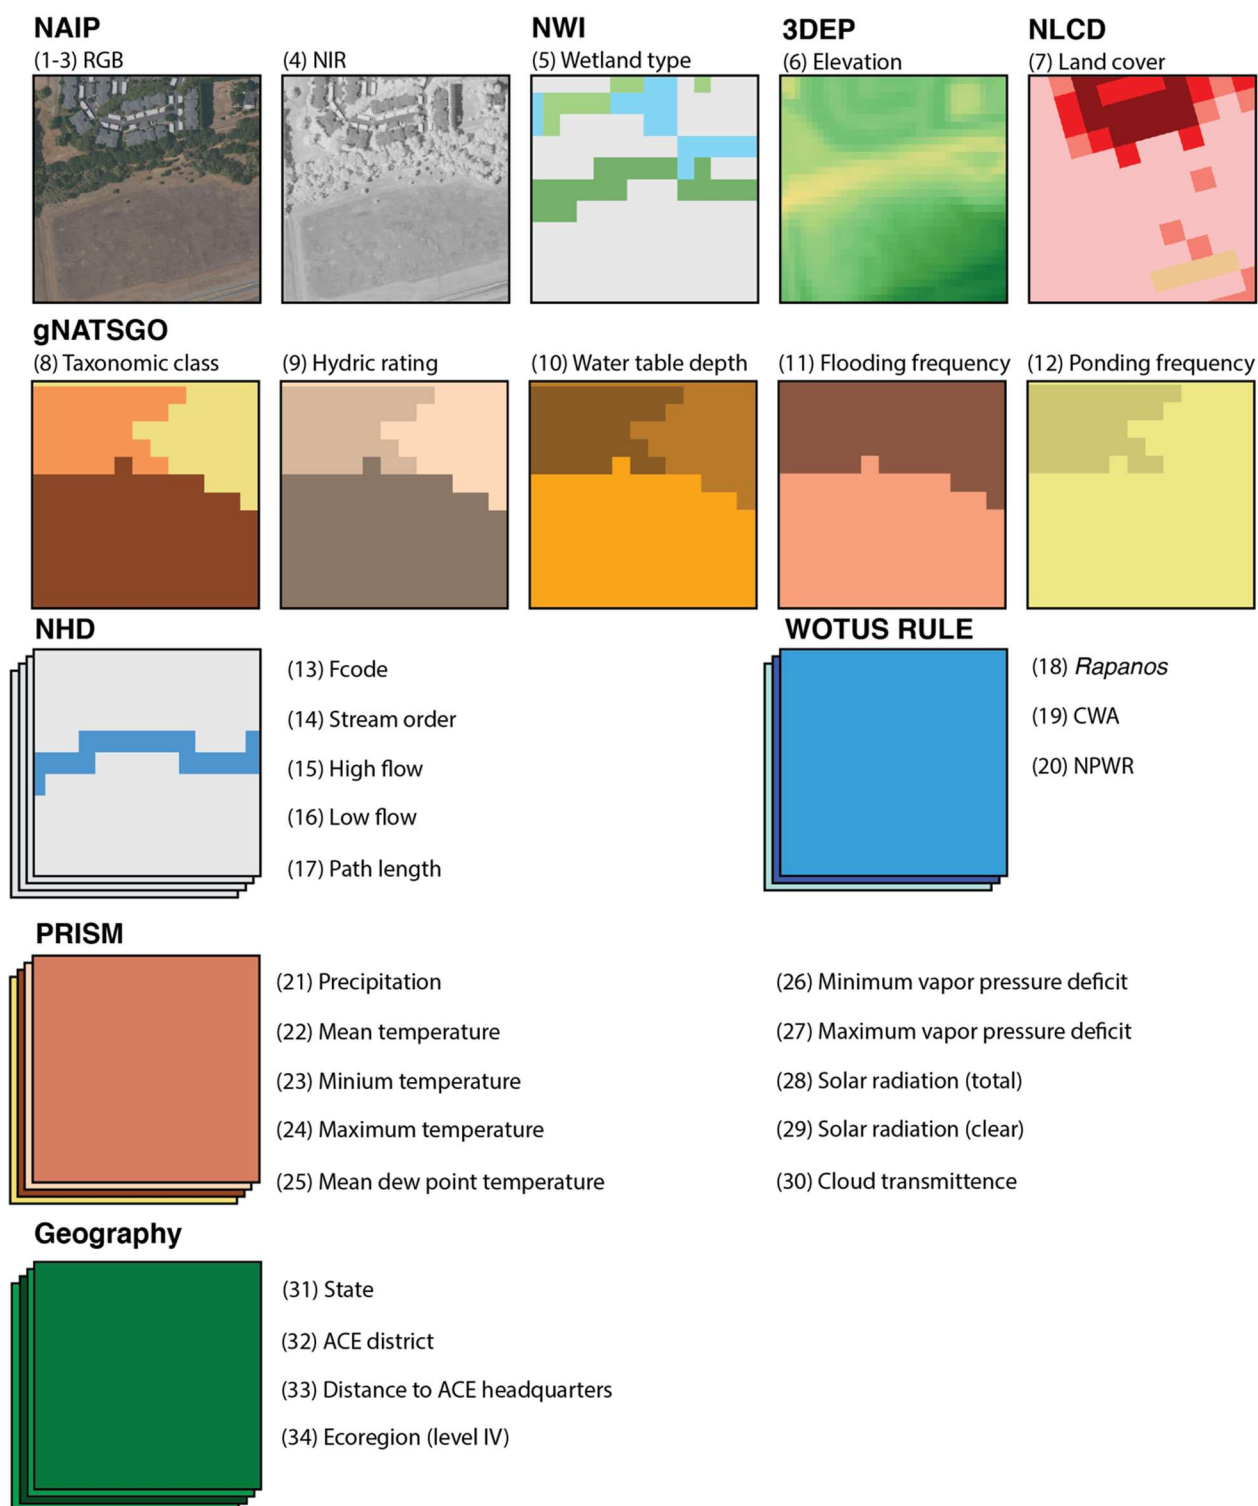 NAIP
(1-3) RGB
(4) NIR
NWI
(5) Wetland type
3DEP
(6) Elevation
NLCD
(7) Land cover
gNATSGO
(8) Taxonomic class
(9) Hydric rating
(10) Water table depth
(11) Flooding frequency
(12) Ponding frequency
NHD
(13) Fcode
(14) Stream order
(15) High flow
(16) Low flow
(17) Path length
WOTUS RULE
(18) Rapanos
(19) CWA
(20) NPWR
PRISM
(21) Precipitation
(22) Mean temperature
(23) Minium temperature
(24) Maximum temperature
(25) Mean dew point temperature
(26) Minimum vapor pressure deficit
(27) Maximum vapor pressure deficit
(28) Solar radiation (total)
(29) Solar radiation (clear)
(30) Cloud transmittence
Geography
(31) State
(32) ACE district
(33) Distance to ACE headquarters
(34) Ecoregion (level IV)